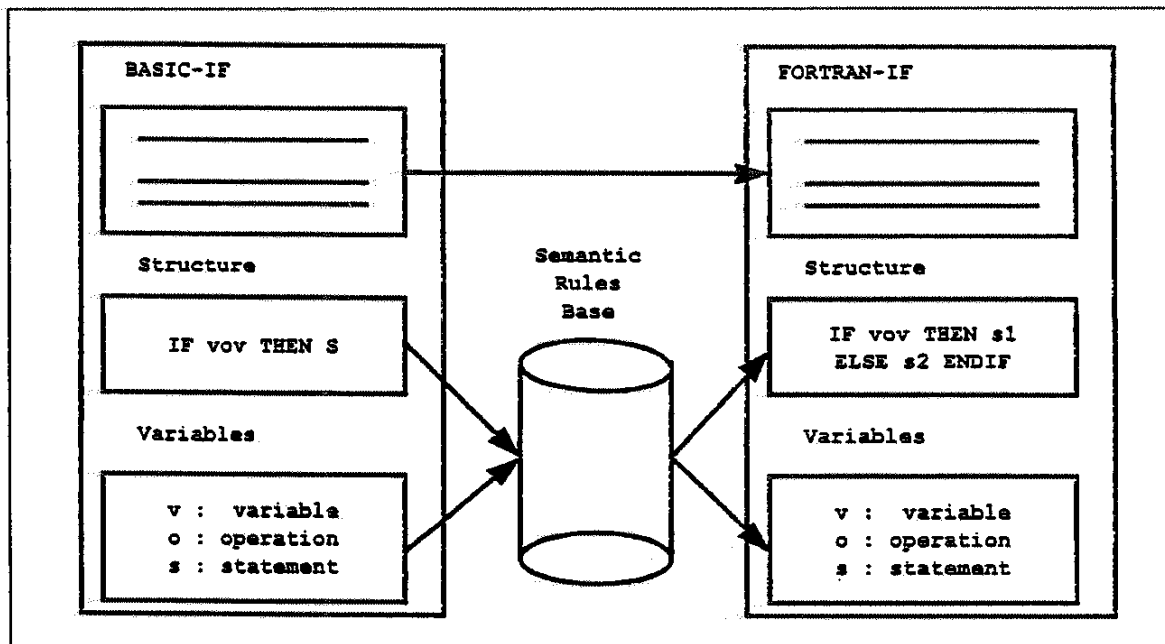 BASIC-IF
Structure
IF vov THEN S
Variables
v : variable
o : operation
s : statement
Semantic
Rules
Base
FORTRAN-IF
Structure
IF vov THEN s1
ELSE s2 ENDIF
Variables
v : variable
o : operation
s : statement